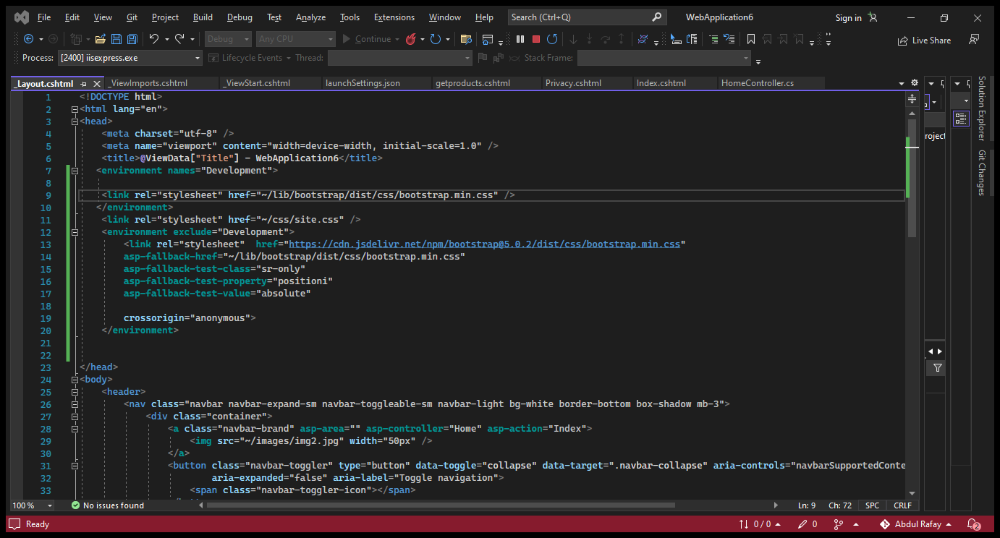 File Edit View Git Project Build Debug Test Analyze Tools Extensions Window Help Search (Ctrl+Q) WebApplication6 Sign in
Debug Any CPU Continue Live Share
Process: [2400] iisexpress.exe Lifecycle Events Thread: Stack Frame:
_Layout.cshtml _ViewImports.cshtml _ViewStart.cshtml launchSettings.json getproducts.cshtml Privacy.cshtml Index.cshtml HomeController.cs
1 <!DOCTYPE html>
2 <html lang="en">
3 <head>
4 <meta charset="utf-8" />
5 <meta name="viewport" content="width=device-width, initial-scale=1.0" />
6 <title>@ViewData["Title"] - WebApplication6</title>
7 <environment names="Development">
8
9 <link rel="stylesheet" href="~/lib/bootstrap/dist/css/bootstrap.min.css" />
10 </environment>
11 <link rel="stylesheet" href="~/css/site.css" />
12 <environment exclude="Development">
13 <link rel="stylesheet"  href="https://cdn.jsdelivr.net/npm/bootstrap@5.0.2/dist/css/bootstrap.min.css"
14 asp-fallback-href="~/lib/bootstrap/dist/css/bootstrap.min.css"
15 asp-fallback-test-class="sr-only"
16 asp-fallback-test-property="positioni"
17 asp-fallback-test-value="absolute"
18
19 crossorigin="anonymous">
20 </environment>
21
22
23 </head>
24 <body>
25 <header>
26 <nav class="navbar navbar-expand-sm navbar-toggleable-sm navbar-light bg-white border-bottom box-shadow mb-3">
27 <div class="container">
28 <a class="navbar-brand" asp-area="" asp-controller="Home" asp-action="Index">
29 <img src="~/images/img2.jpg" width="50px" />
30 </a>
31 <button class="navbar-toggler" type="button" data-toggle="collapse" data-target=".navbar-collapse" aria-controls="navbarSupportedConte
32 aria-expanded="false" aria-label="Toggle navigation">
33 <span class="navbar-toggler-icon"></span>
roject
Solution Explorer
Git Changes
100 % No issues found Ln: 9 Ch: 72 SPC CRLF
Ready 0 / 0 0 Abdul Rafay 2